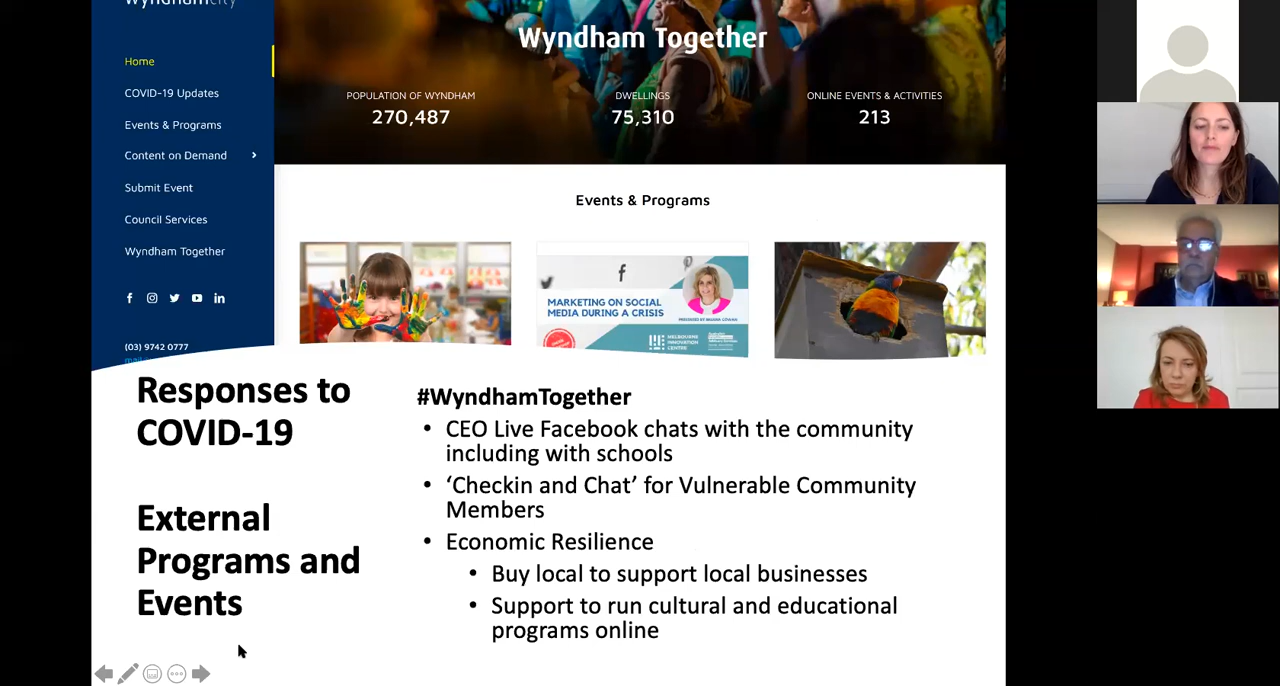 Wyndhamcity
Home
COVID-19 Updates
Events & Programs
Content on Demand
Submit Event
Council Services
Wyndham Together
(03) 9742 0777
Wyndham Together
POPULATION OF WYNDHAM
270,487
DWELLINGS
75,310
ONLINE EVENTS & ACTIVITIES
213
Events & Programs
MARKETING ON SOCIAL
MEDIA DURING A CRISIS
MELBOURNE
INNOVATION
CENTRE
Responses to
COVID-19
External
Programs and
Events
#WyndhamTogether
• CEO Live Facebook chats with the community
including with schools
• ‘Checkin and Chat’ for Vulnerable Community
Members
• Economic Resilience
• Buy local to support local businesses
• Support to run cultural and educational
programs online